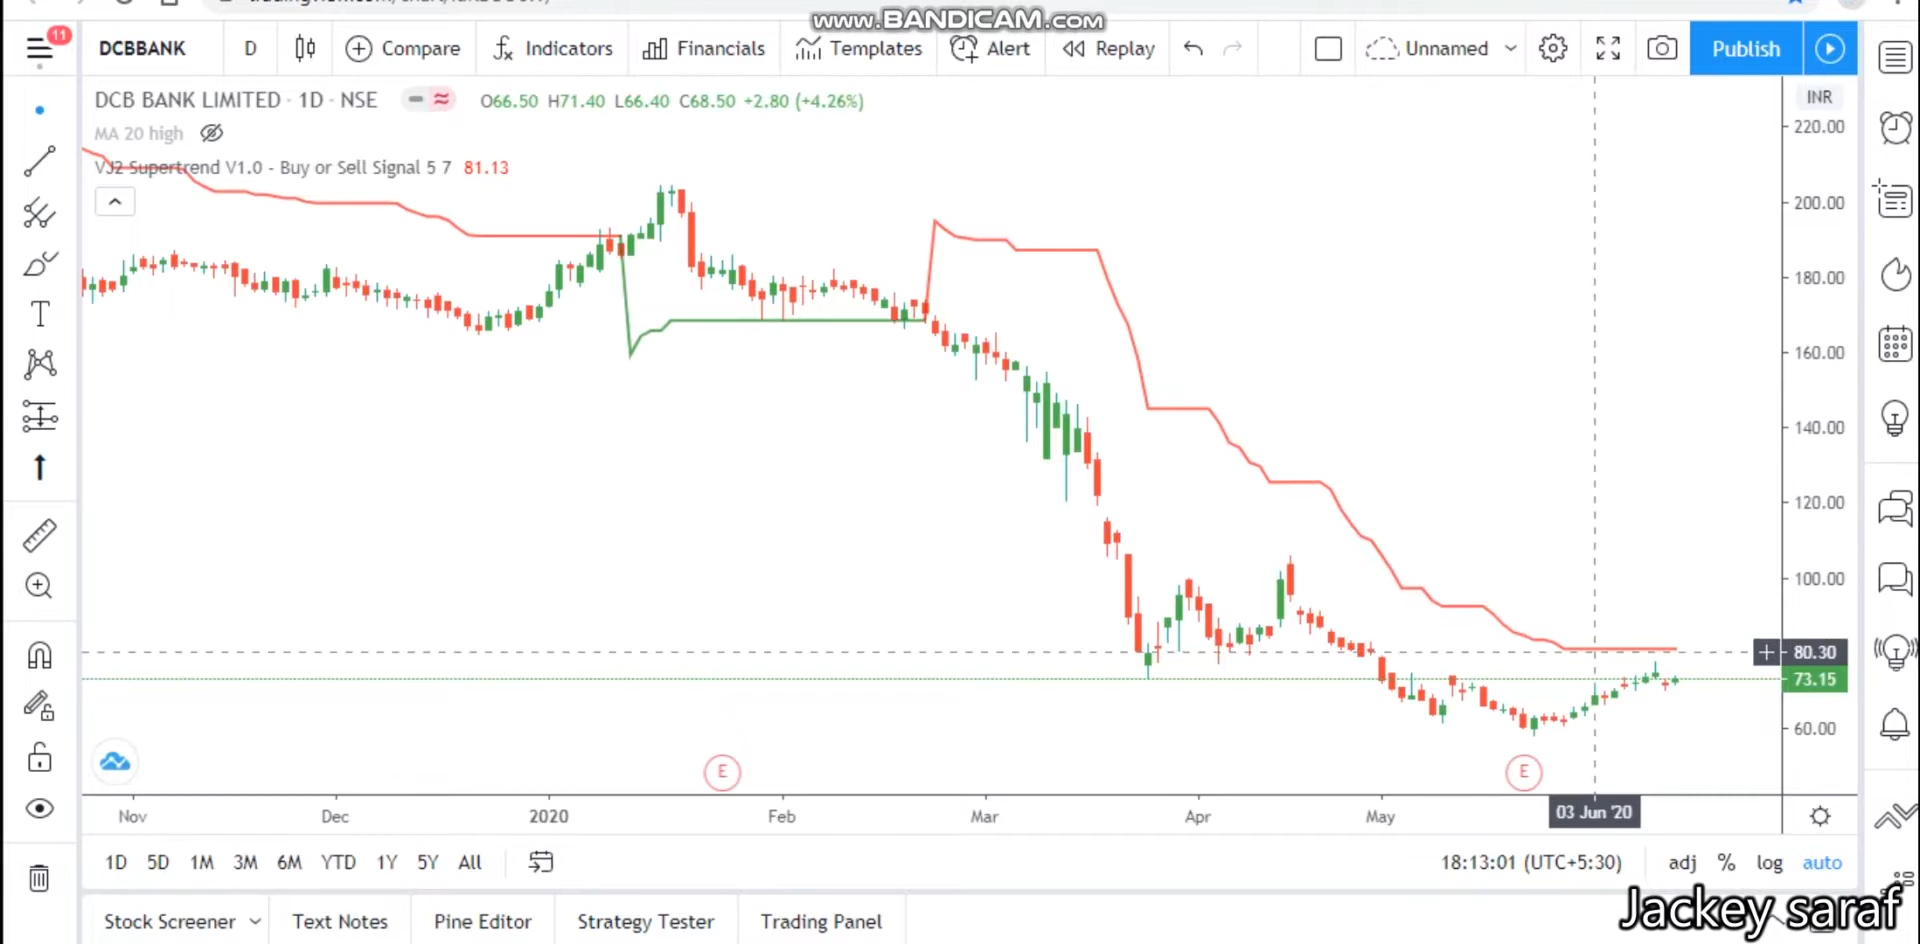 www.BANDICAM.com
11
DCBBANK D Compare Indicators Financials Templates Alert Replay Unnamed Publish
DCB BANK LIMITED · 1D · NSE O66.50 H71.40 L66.40 C68.50 +2.80 (+4.26%)
INR
MA 20 high
VJ2 Supertrend V1.0 - Buy or Sell Signal 5 7 81.13
220.00
200.00
180.00
160.00
140.00
120.00
100.00
80.30
73.15
60.00
E E
Nov Dec 2020 Feb Mar Apr May 03 Jun '20
1D 5D 1M 3M 6M YTD 1Y 5Y All 18:13:01 (UTC+5:30) adj % log auto
Stock Screener Text Notes Pine Editor Strategy Tester Trading Panel
Jackey saraf